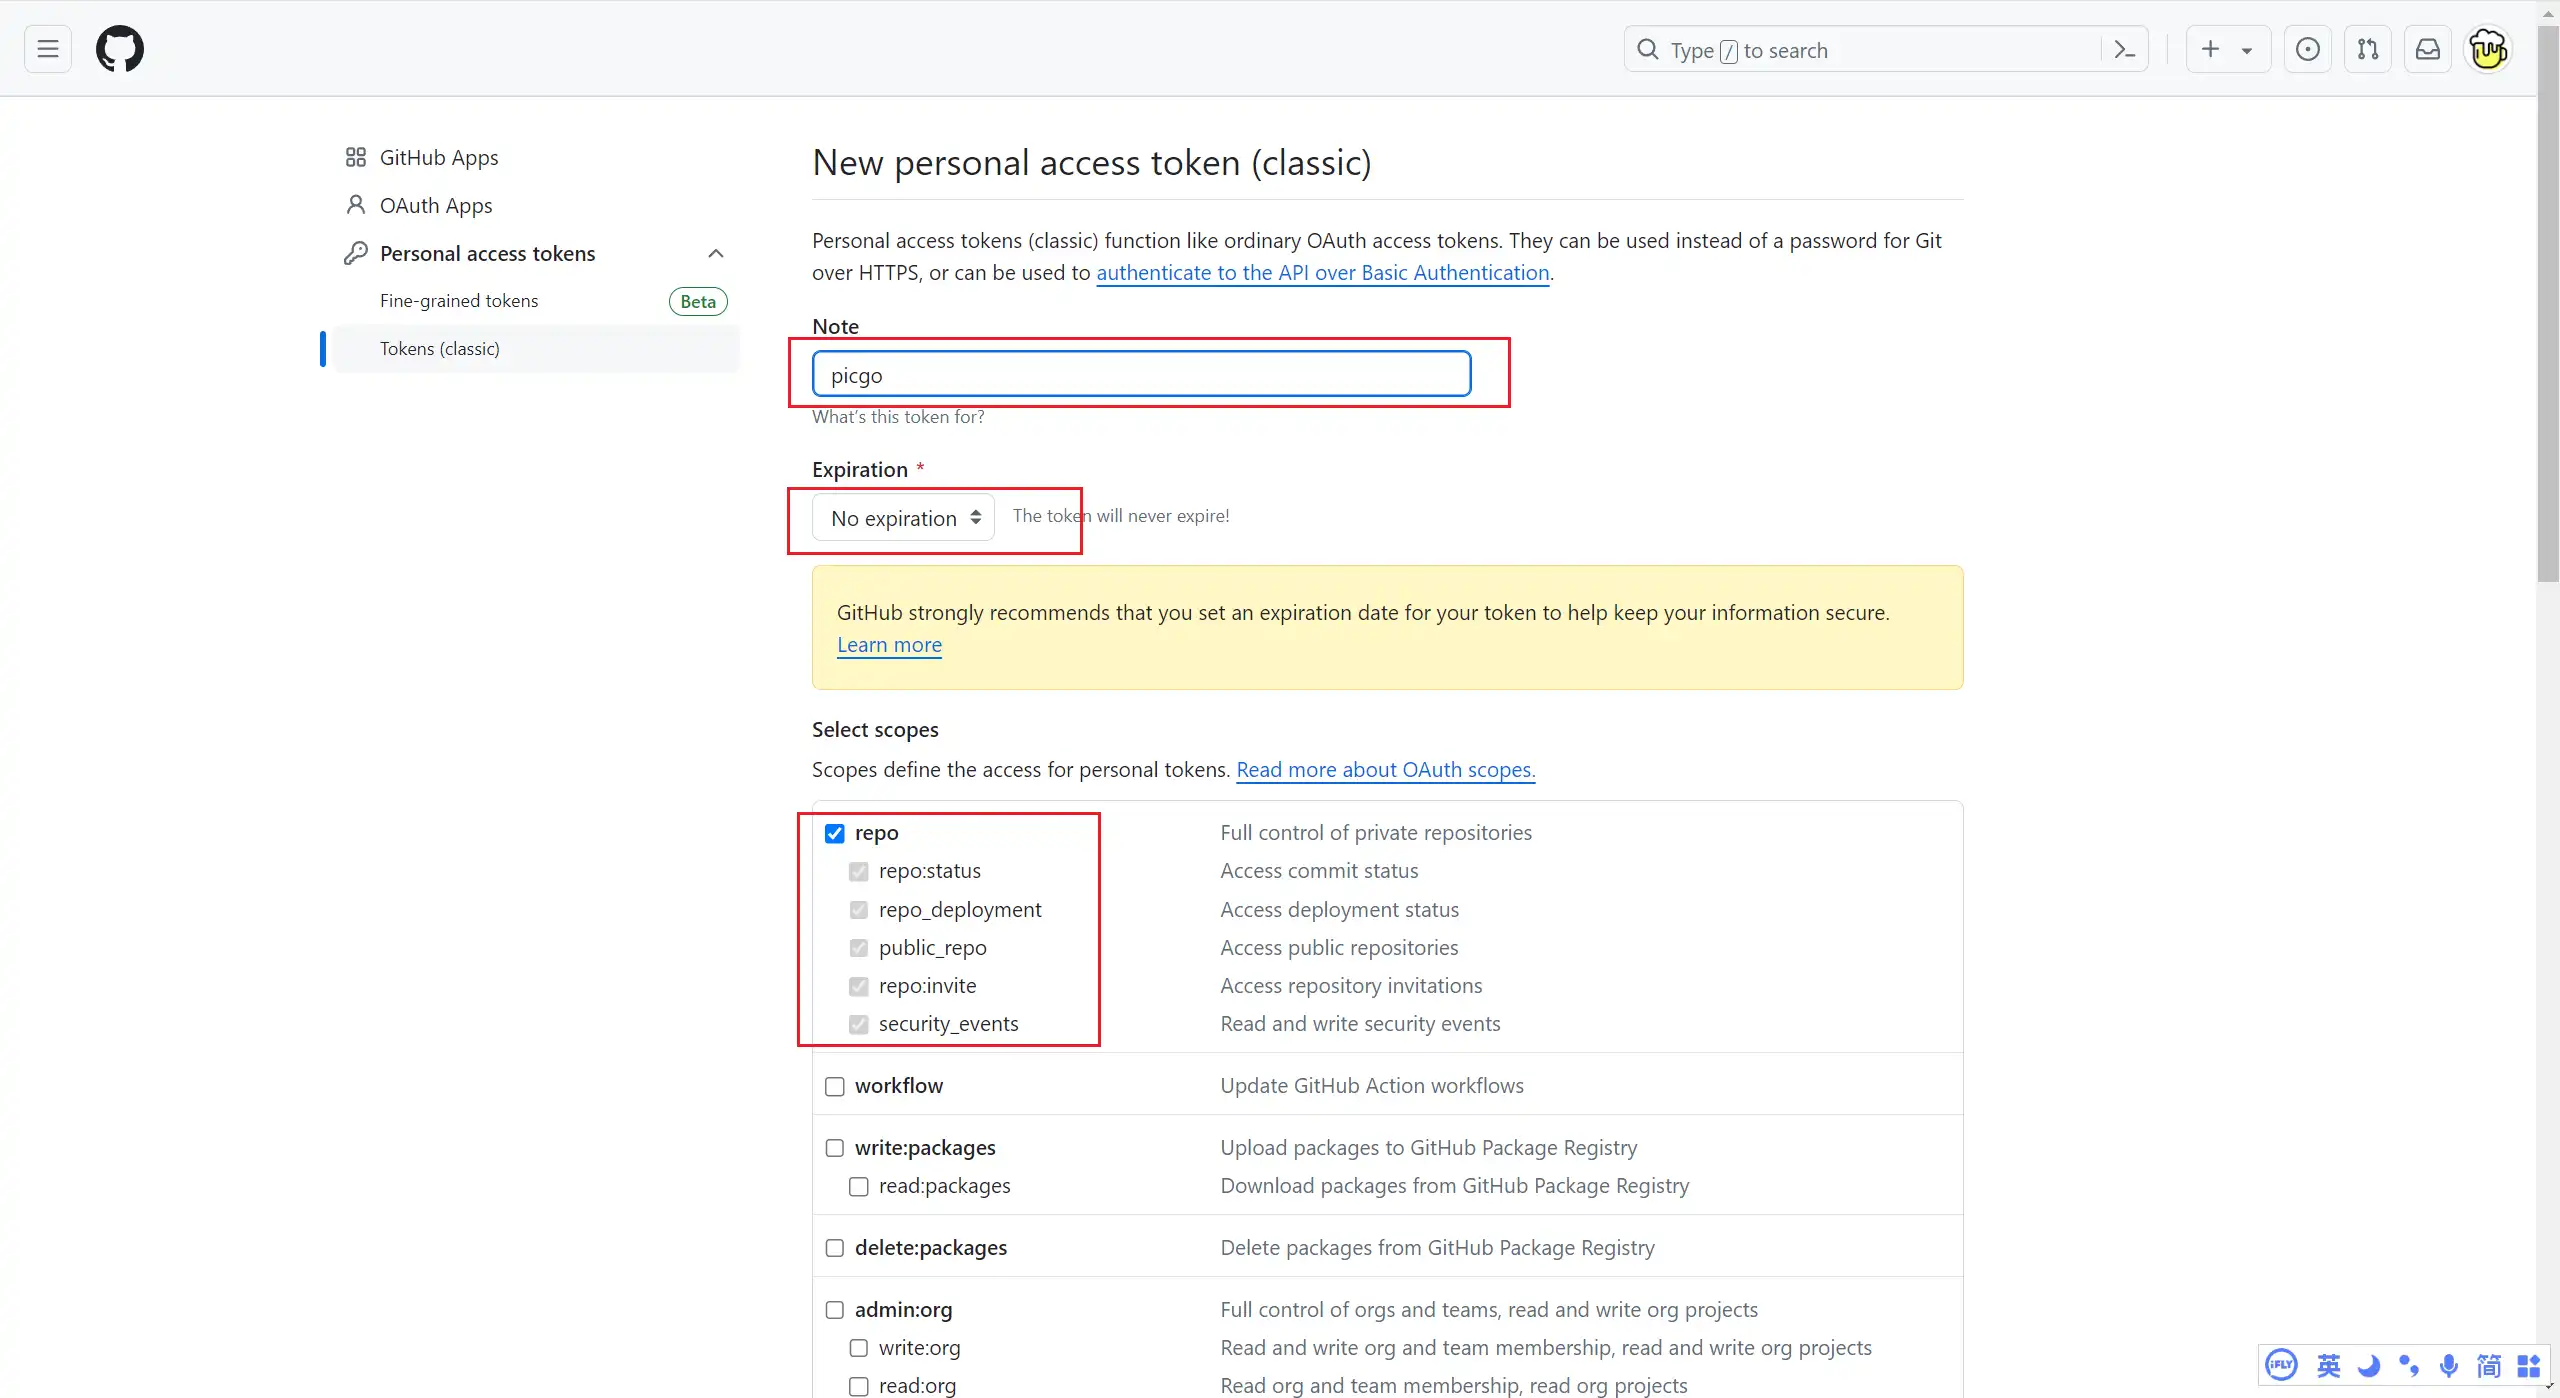 Type / to search
GitHub Apps
OAuth Apps
Personal access tokens
Fine-grained tokens Beta
Tokens (classic)
New personal access token (classic)
Personal access tokens (classic) function like ordinary OAuth access tokens. They can be used instead of a password for Git
over HTTPS, or can be used to authenticate to the API over Basic Authentication.
Note
picgo
What's this token for?
Expiration *
No expiration The token will never expire!
GitHub strongly recommends that you set an expiration date for your token to help keep your information secure.
Learn more
Select scopes
Scopes define the access for personal tokens. Read more about OAuth scopes.
repo Full control of private repositories
repo:status Access commit status
repo_deployment Access deployment status
public_repo Access public repositories
repo:invite Access repository invitations
security_events Read and write security events
workflow Update GitHub Action workflows
write:packages Upload packages to GitHub Package Registry
read:packages Download packages from GitHub Package Registry
delete:packages Delete packages from GitHub Package Registry
admin:org Full control of orgs and teams, read and write org projects
write:org Read and write org and team membership, read and write org projects
read:org Read org and team membership, read org projects
iFLY 英 简